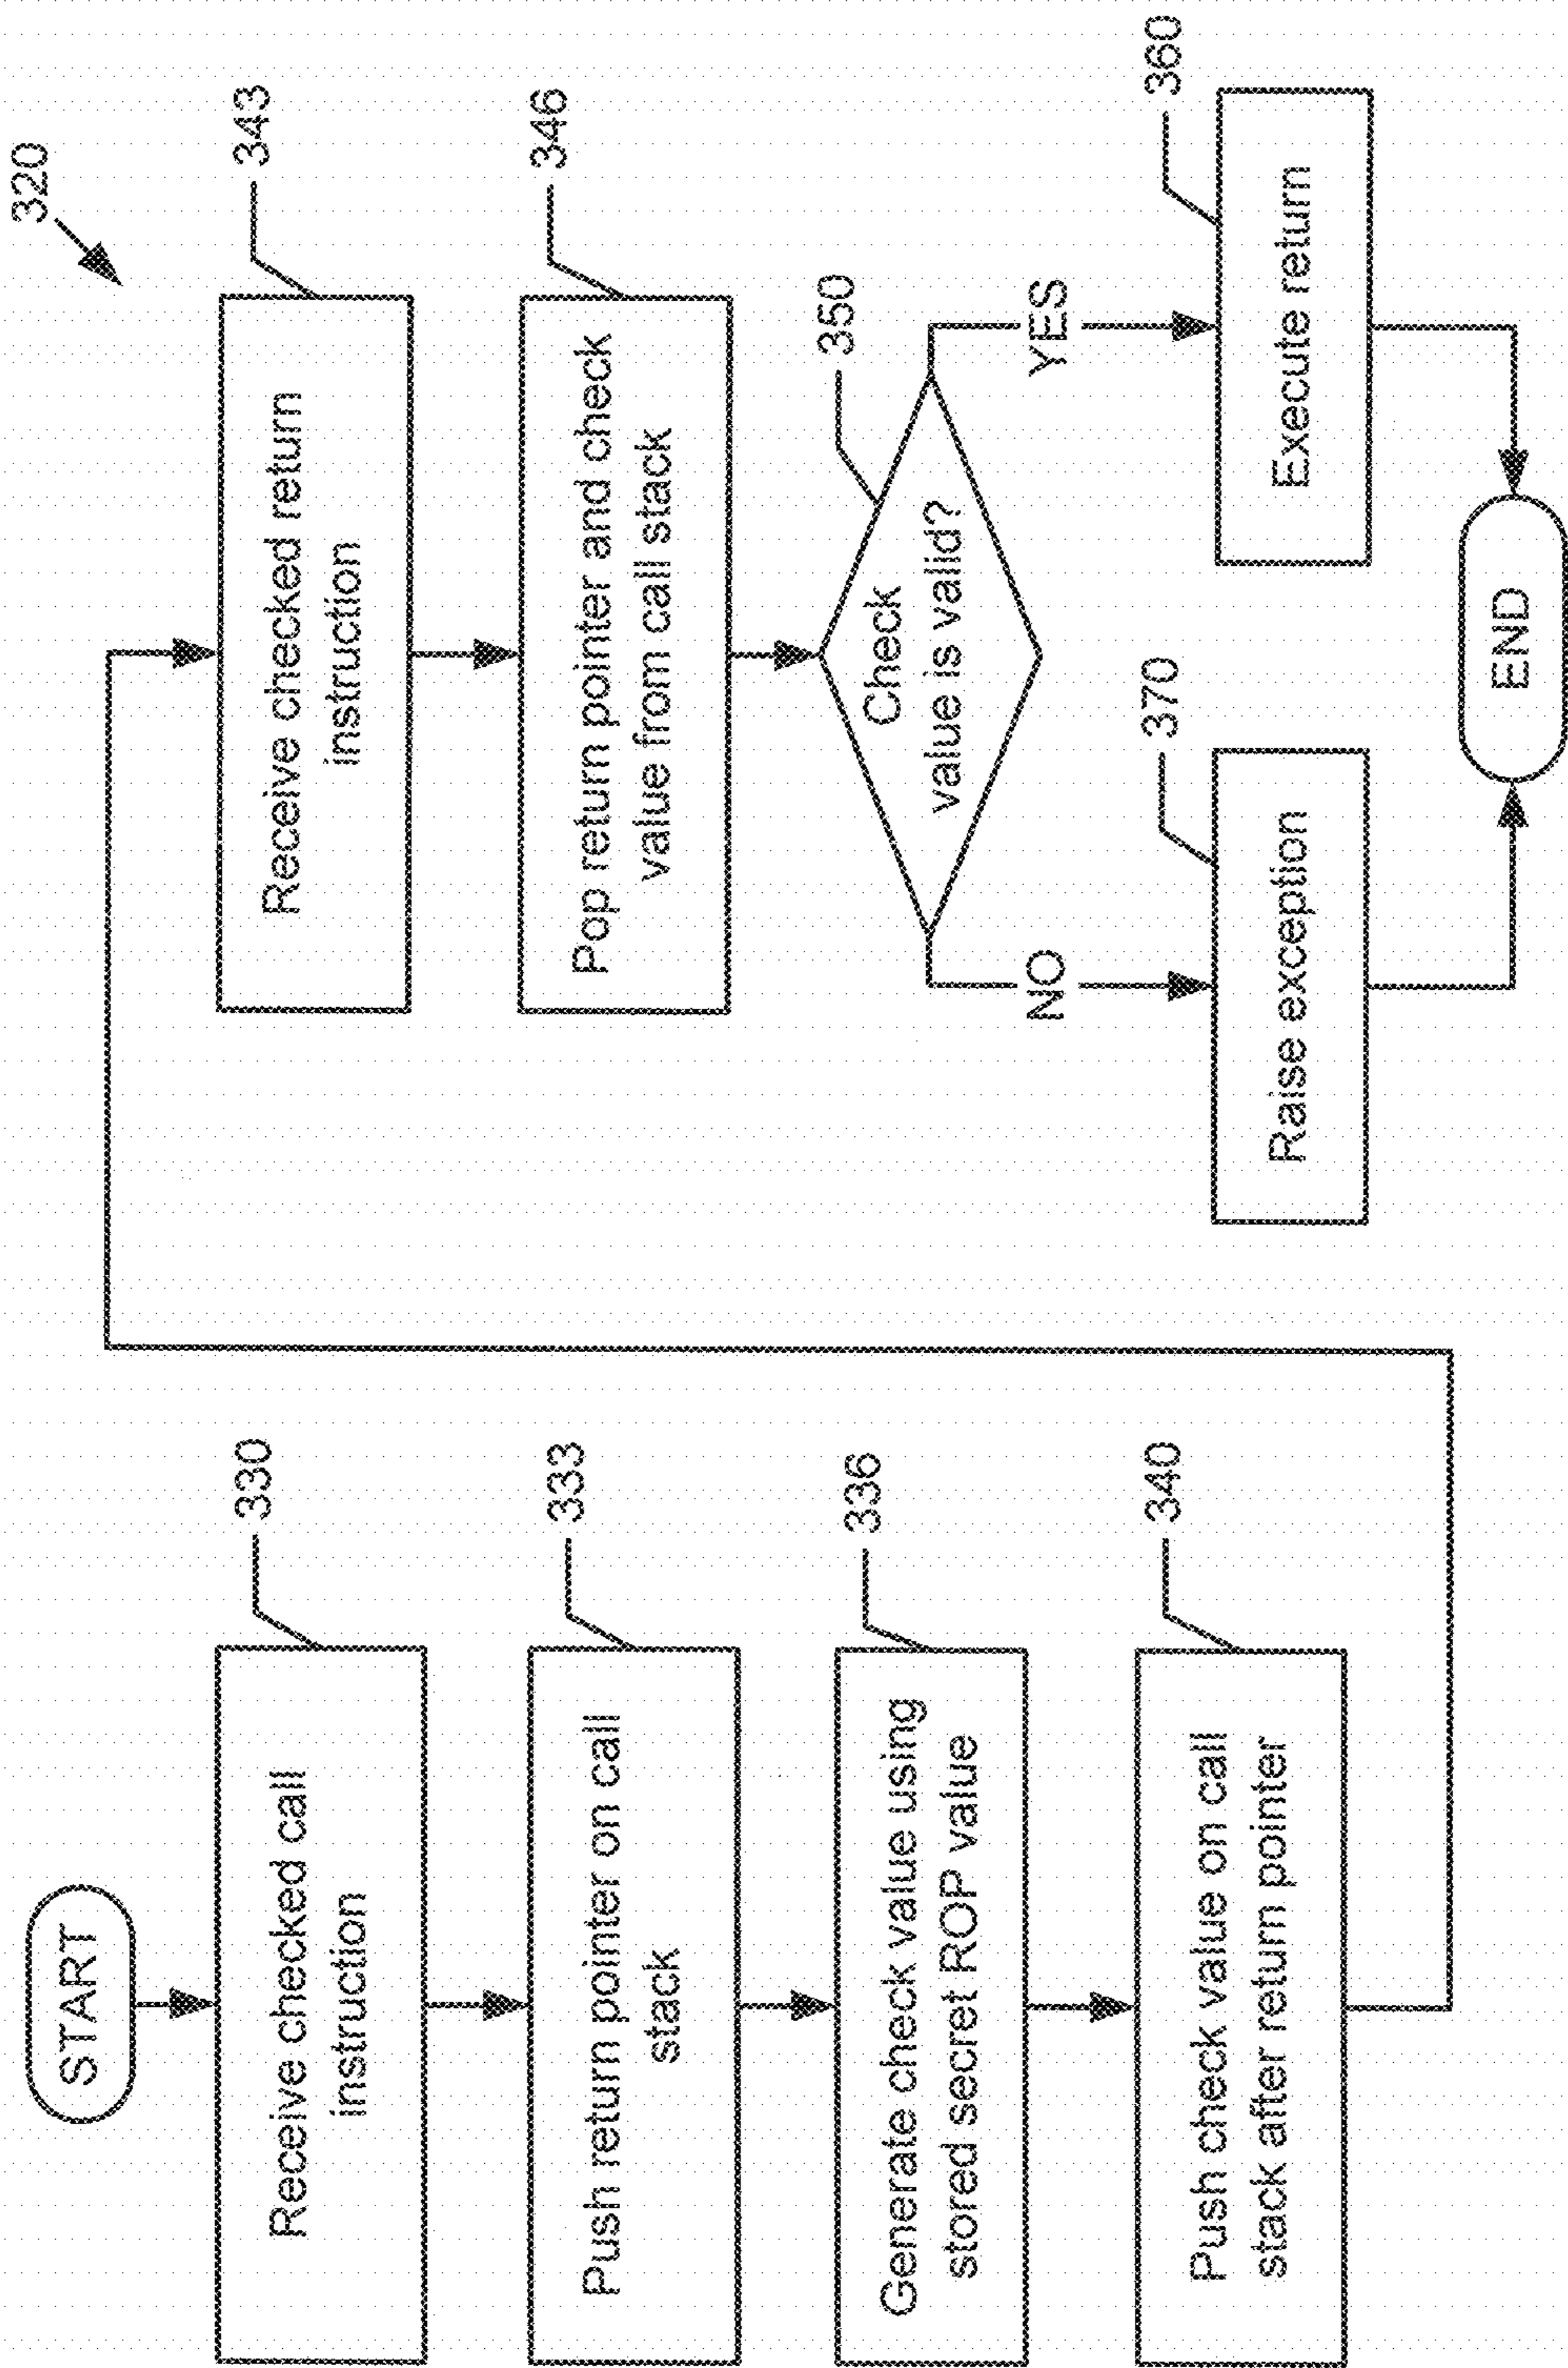 320
START
Receive checked call
instruction
330
Push return pointer on call
stack
333
Generate check value using
stored secret ROP value
336
Push check value on call
stack after return pointer
340
Receive checked return
instruction
343
Pop return pointer and check
value from call stack
346
Check
value is valid?
350
NO
YES
Raise exception
370
Execute return
360
END